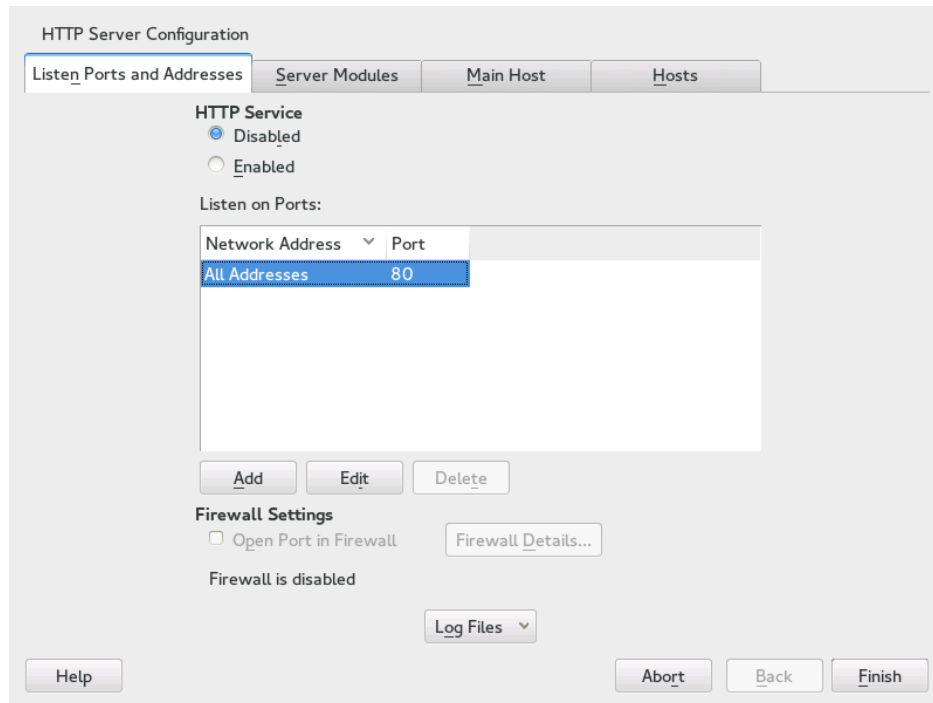 HTTP Server Configuration
Listen Ports and Addresses Server Modules Main Host Hosts
HTTP Service
Disabled
Enabled
Listen on Ports:
Network Address Port
All Addresses 80
Add Edit Delete
Firewall Settings
Open Port in Firewall Firewall Details...
Firewall is disabled
Log Files
Help Abort Back Finish